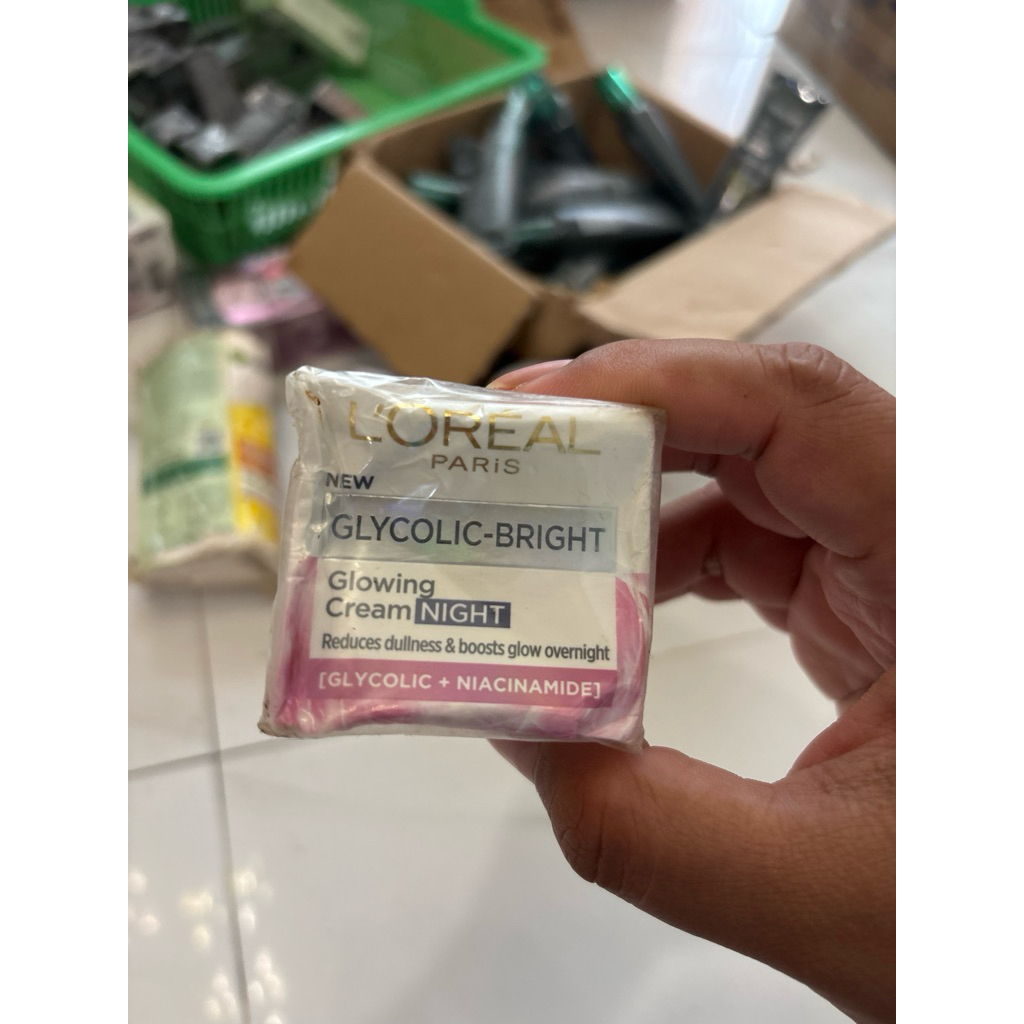 L'ORÉAL
PARIS
NEW
GLYCOLIC-BRIGHT
Glowing
Cream NIGHT
Reduces dullness & boosts glow overnight
[GLYCOLIC + NIACINAMIDE]